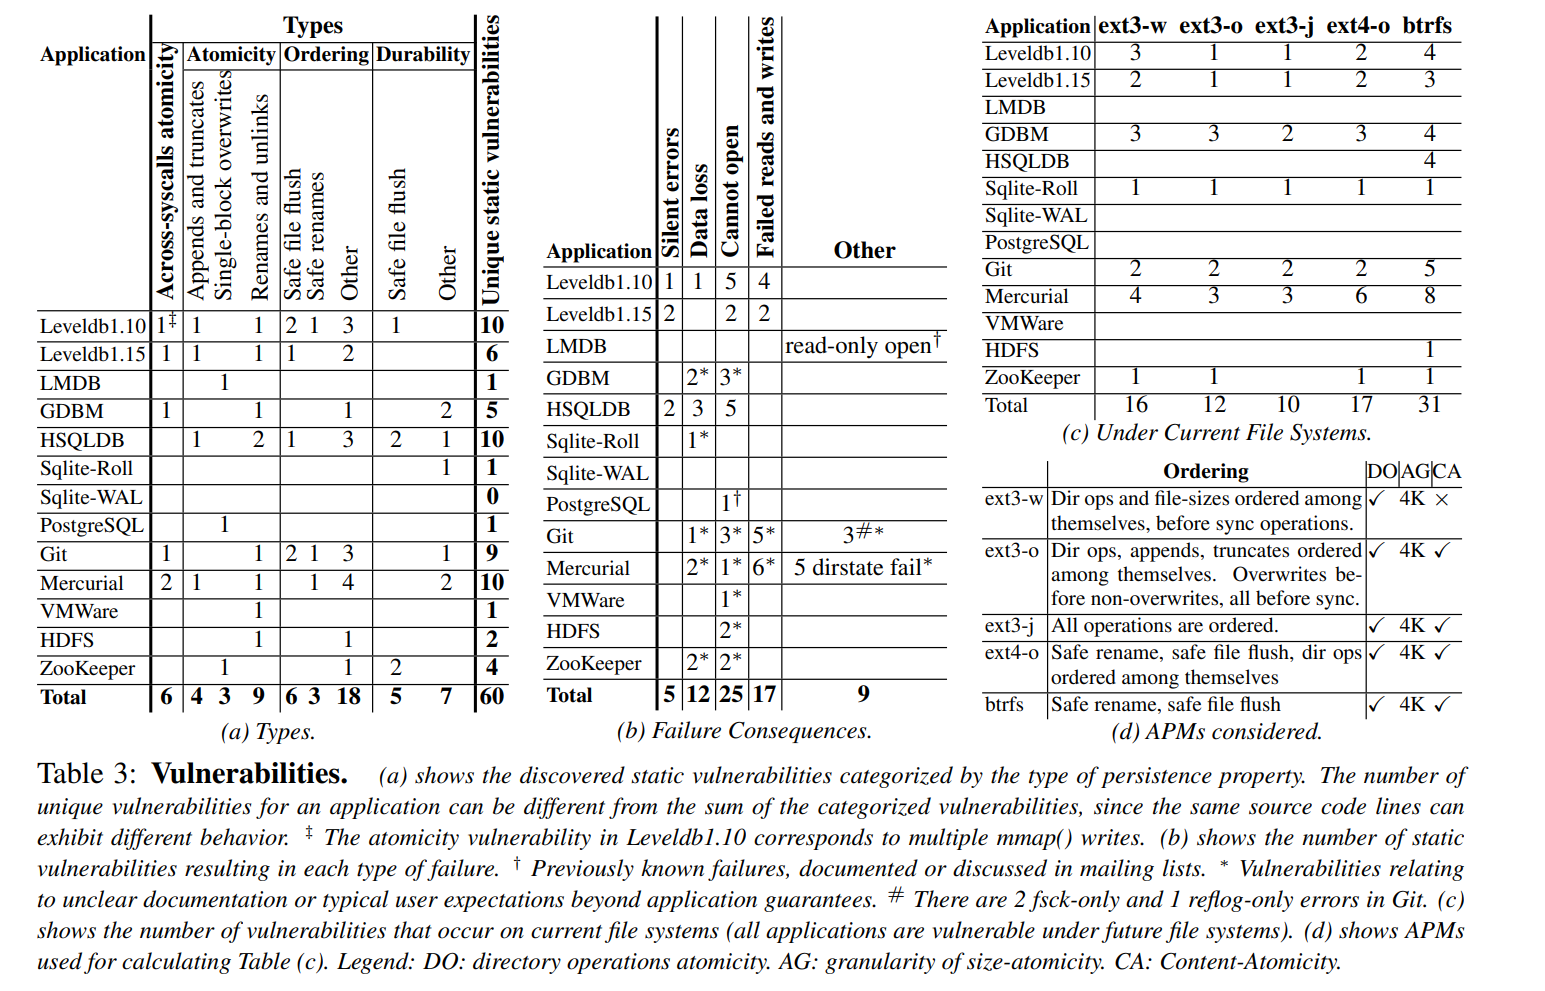 Types
Application Across-syscalls atomicity Atomicity Ordering Durability Unique static vulnerabilities
Appends and truncates Single-block overwrites Renames and unlinks Safe file flush Safe renames Other Safe file flush Other
Leveldb1.10 1‡ 1 1 2 1 3 1 10
Leveldb1.15 1 1 1 1 2 6
LMDB 1 1
GDBM 1 1 1 2 5
HSQLDB 1 2 1 3 2 1 10
Sqlite-Roll 1 1
Sqlite-WAL 0
PostgreSQL 1 1
Git 1 1 2 1 3 1 9
Mercurial 2 1 1 1 4 2 10
VMWare 1 1
HDFS 1 1 2
ZooKeeper 1 1 2 4
Total 6 4 3 9 6 3 18 5 7 60
(a) Types.
Application Silent errors Data loss Cannot open Failed reads and writes Other
Leveldb1.10 1 1 5 4
Leveldb1.15 2 2 2
LMDB read-only open†
GDBM 2* 3*
HSQLDB 2 3 5
Sqlite-Roll 1*
Sqlite-WAL
PostgreSQL 1†
Git 1* 3* 5* 3#*
Mercurial 2* 1* 6* 5 dirstate fail*
VMWare 1*
HDFS 2*
ZooKeeper 2* 2*
Total 5 12 25 17 9
(b) Failure Consequences.
Application ext3-w ext3-o ext3-j ext4-o btrfs
Leveldb1.10 3 1 1 2 4
Leveldb1.15 2 1 1 2 3
LMDB
GDBM 3 3 2 3 4
HSQLDB 4
Sqlite-Roll 1 1 1 1 1
Sqlite-WAL
PostgreSQL
Git 2 2 2 2 5
Mercurial 4 3 3 6 8
VMWare
HDFS 1
ZooKeeper 1 1 1 1
Total 16 12 10 17 31
(c) Under Current File Systems.
Ordering DO AG CA
ext3-w Dir ops and file-sizes ordered among ✓ 4K ×
themselves, before sync operations.
ext3-o Dir ops, appends, truncates ordered ✓ 4K ✓
among themselves. Overwrites be-
fore non-overwrites, all before sync.
ext3-j All operations are ordered. ✓ 4K ✓
ext4-o Safe rename, safe file flush, dir ops ✓ 4K ✓
ordered among themselves
btrfs Safe rename, safe file flush ✓ 4K ✓
(d) APMs considered.
Table 3: Vulnerabilities. (a) shows the discovered static vulnerabilities categorized by the type of persistence property. The number of
unique vulnerabilities for an application can be different from the sum of the categorized vulnerabilities, since the same source code lines can
exhibit different behavior. ‡ The atomicity vulnerability in Leveldb1.10 corresponds to multiple mmap() writes. (b) shows the number of static
vulnerabilities resulting in each type of failure. † Previously known failures, documented or discussed in mailing lists. * Vulnerabilities relating
to unclear documentation or typical user expectations beyond application guarantees. # There are 2 fsck-only and 1 reflog-only errors in Git. (c)
shows the number of vulnerabilities that occur on current file systems (all applications are vulnerable under future file systems). (d) shows APMs
used for calculating Table (c). Legend: DO: directory operations atomicity. AG: granularity of size-atomicity. CA: Content-Atomicity.